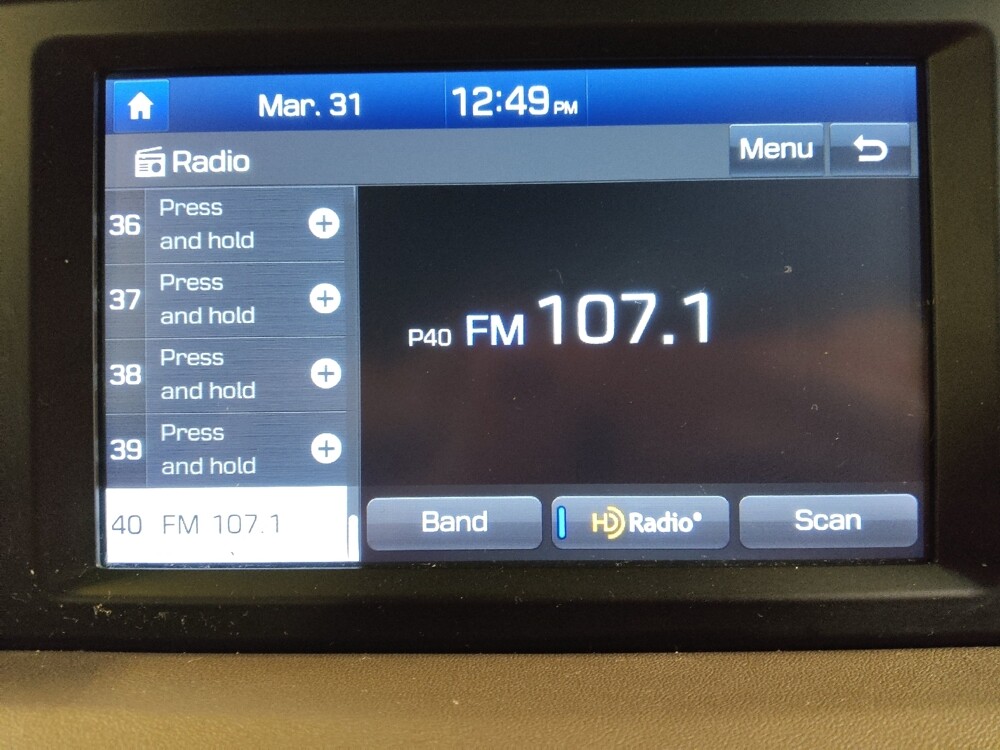 Mar. 31
12:49 PM
Radio
Menu
36
Press
and hold
37
Press
and hold
38
Press
and hold
39
Press
and hold
40 FM 107.1
P40 FM 107.1
Band
HD Radio®
Scan